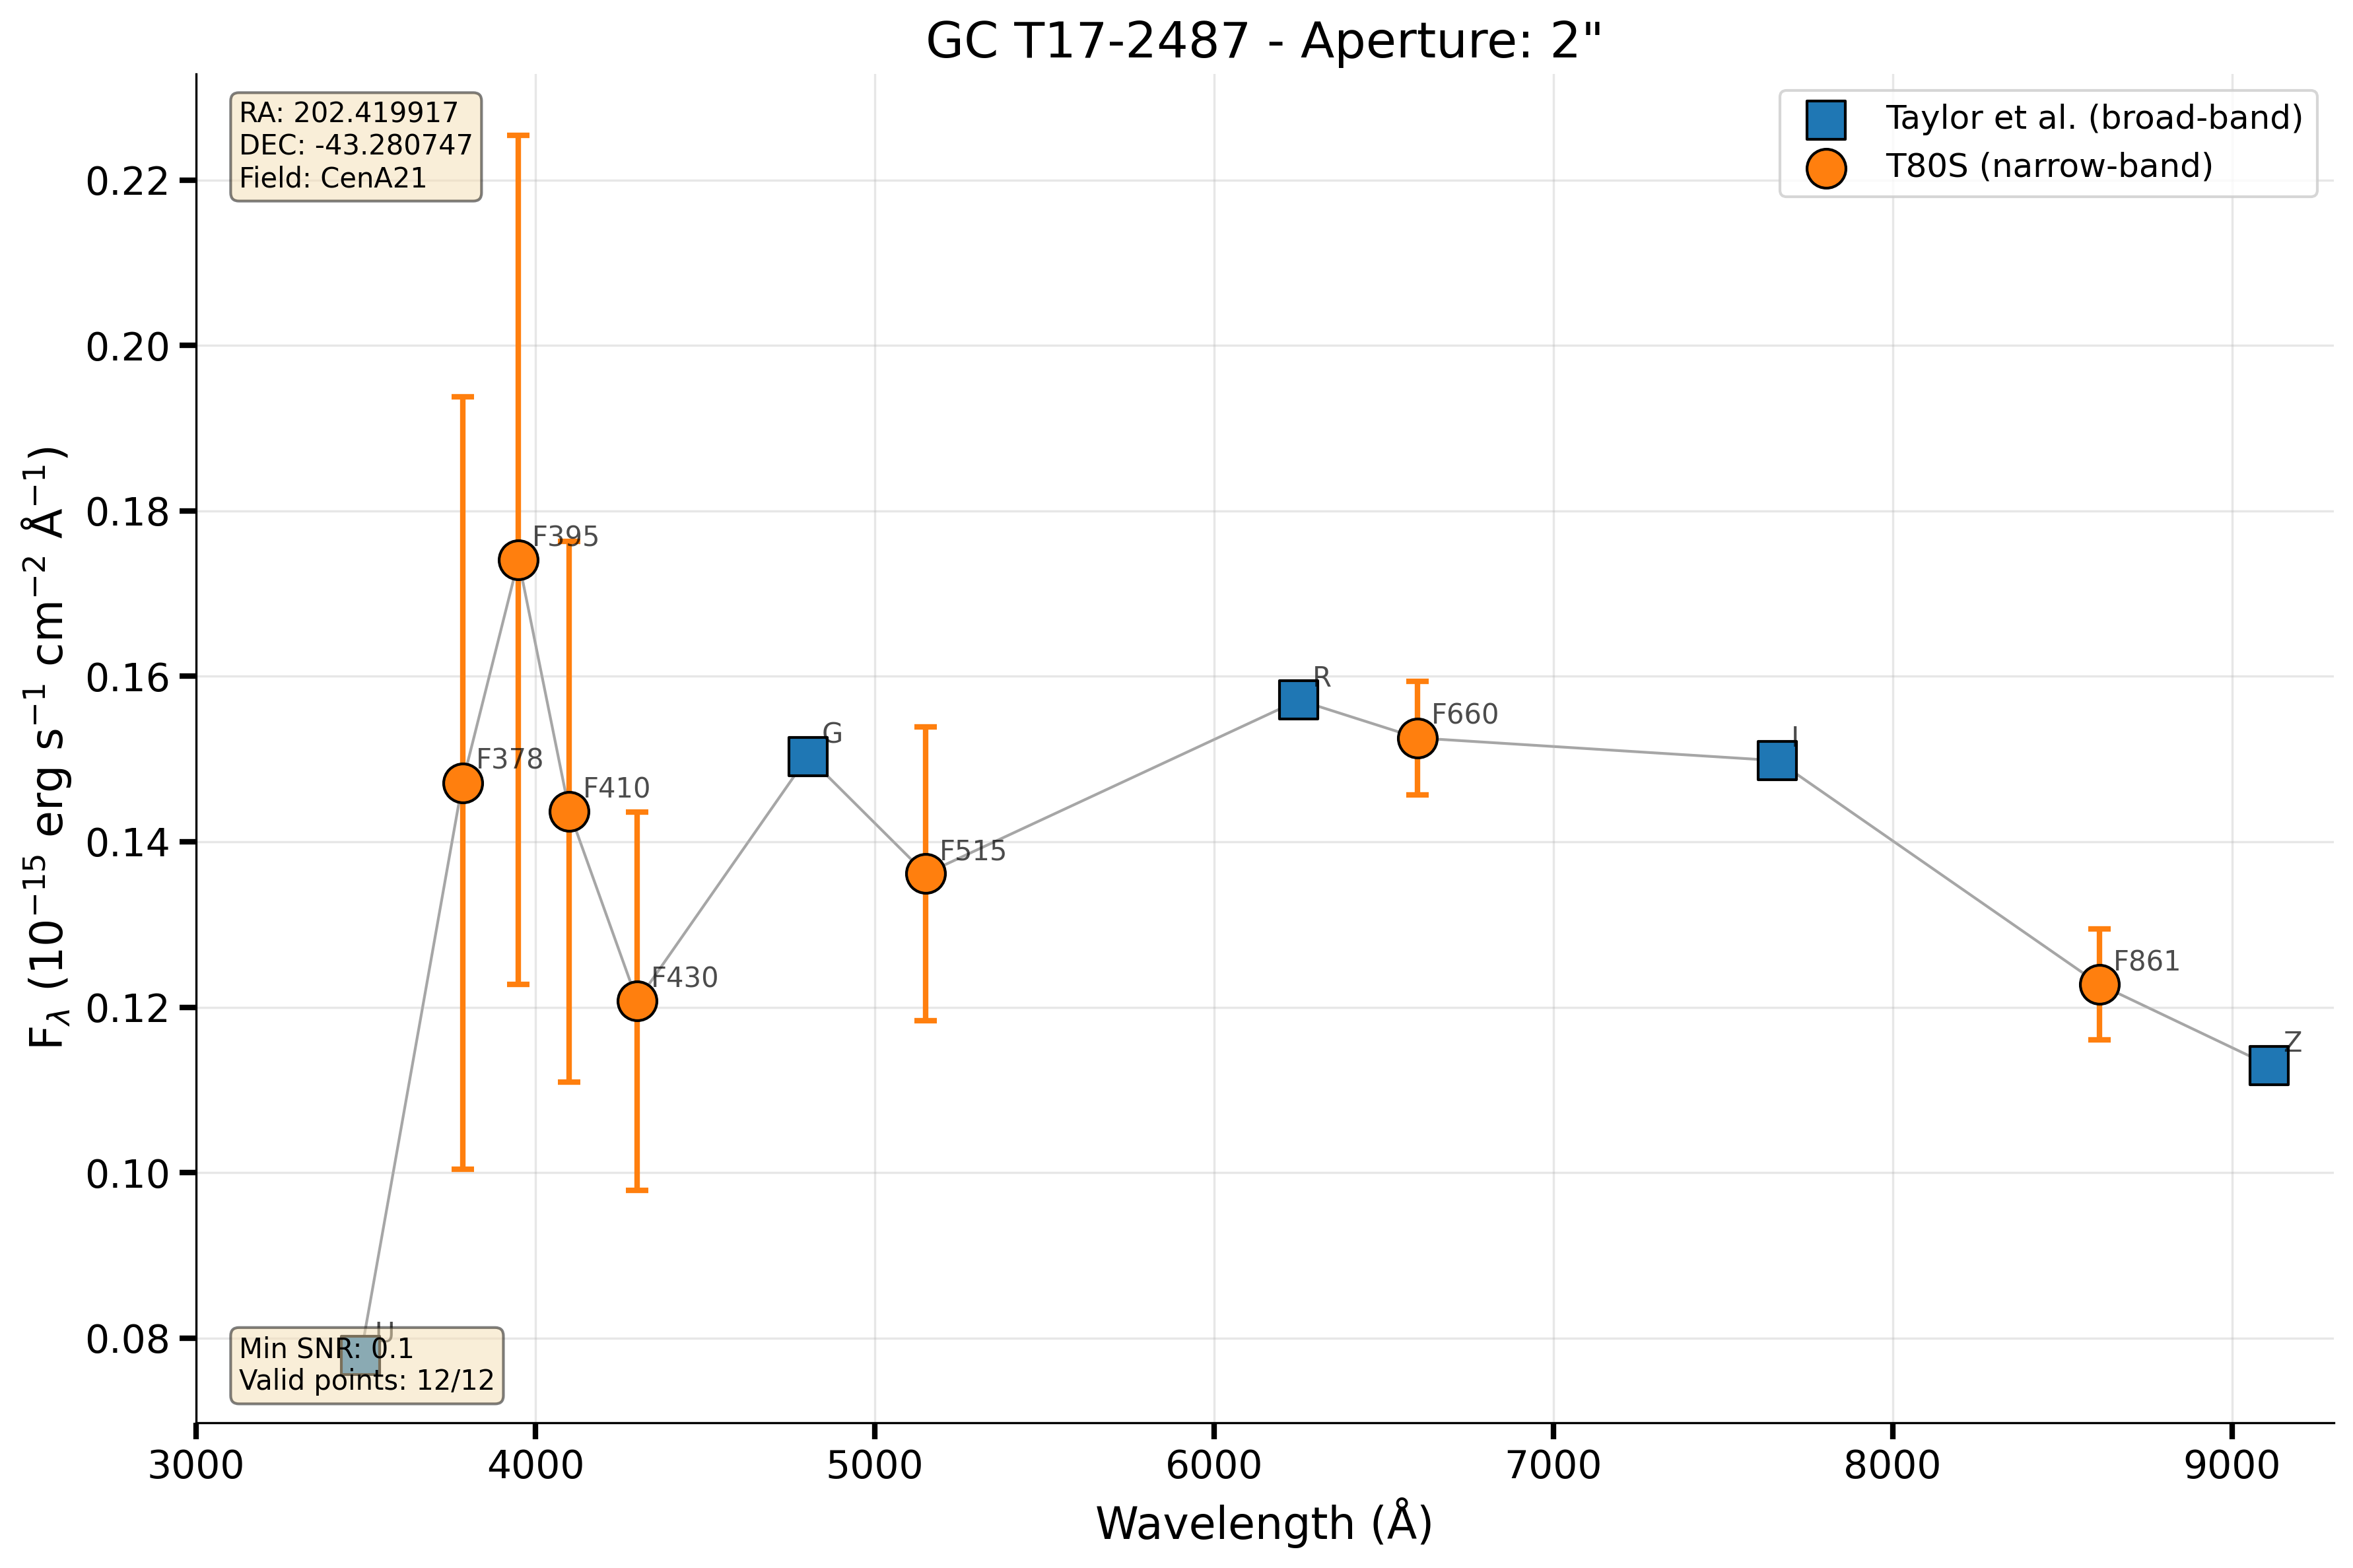 GC T17-2487 - Aperture: 2"
RA: 202.419917
DEC: -43.280747
Field: CenA21
Taylor et al. (broad-band)
T80S (narrow-band)
0.22
0.20
0.18
0.16
0.14
0.12
0.10
0.08
F_λ (10⁻¹⁵ erg s⁻¹ cm⁻² Å⁻¹)
F395
F378
F410
F430
G
F515
R
F660
I
F861
Z
U
Min SNR: 0.1
Valid points: 12/12
3000 4000 5000 6000 7000 8000 9000
Wavelength (Å)